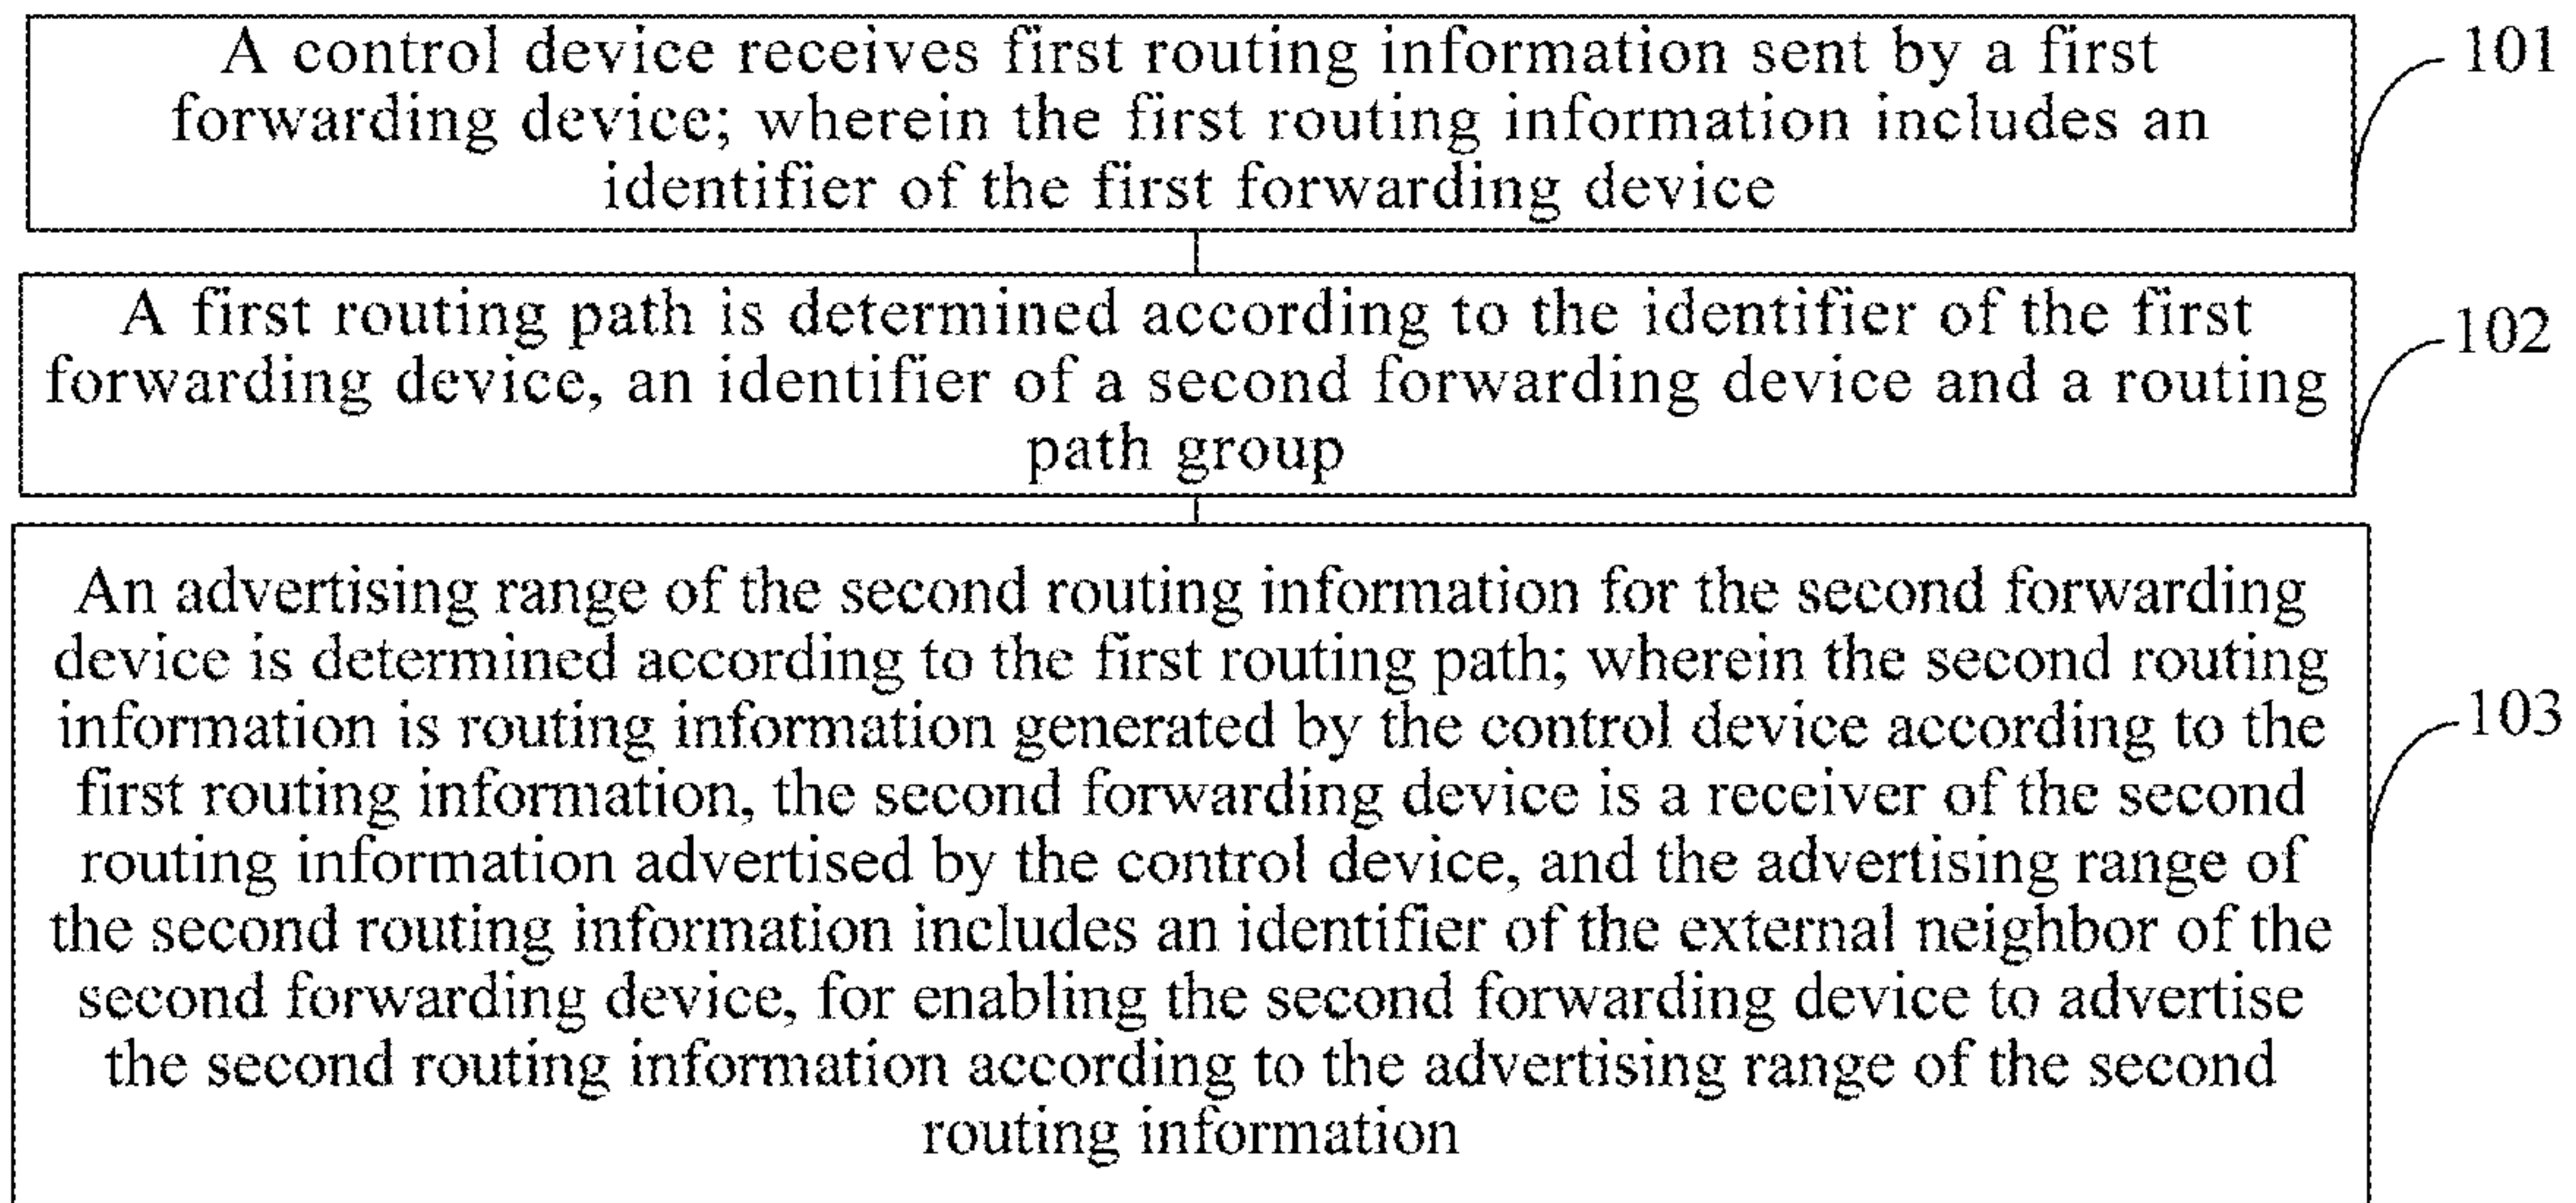 A control device receives first routing information sent by a first
forwarding device; wherein the first routing information includes an
identifier of the first forwarding device
101
A first routing path is determined according to the identifier of the first
forwarding device, an identifier of a second forwarding device and a routing
path group
102
An advertising range of the second routing information for the second forwarding
device is determined according to the first routing path; wherein the second routing
information is routing information generated by the control device according to the
first routing information, the second forwarding device is a receiver of the second
routing information advertised by the control device, and the advertising range of
the second routing information includes an identifier of the external neighbor of the
second forwarding device, for enabling the second forwarding device to advertise
the second routing information according to the advertising range of the second
routing information
103